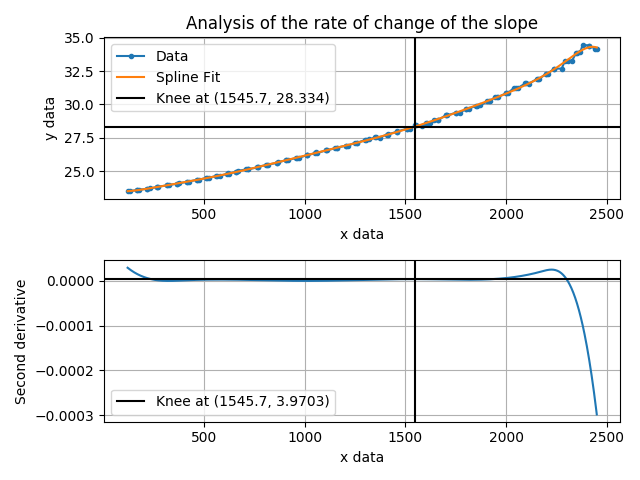 Analysis of the rate of change of the slope
35.0
32.5
30.0
27.5
25.0
y data
Data
Spline Fit
Knee at (1545.7, 28.334)
500
1000
1500
2000
2500
x data
0.0000
−0.0001
−0.0002
−0.0003
Second derivative
Knee at (1545.7, 3.9703)
500
1000
1500
2000
2500
x data